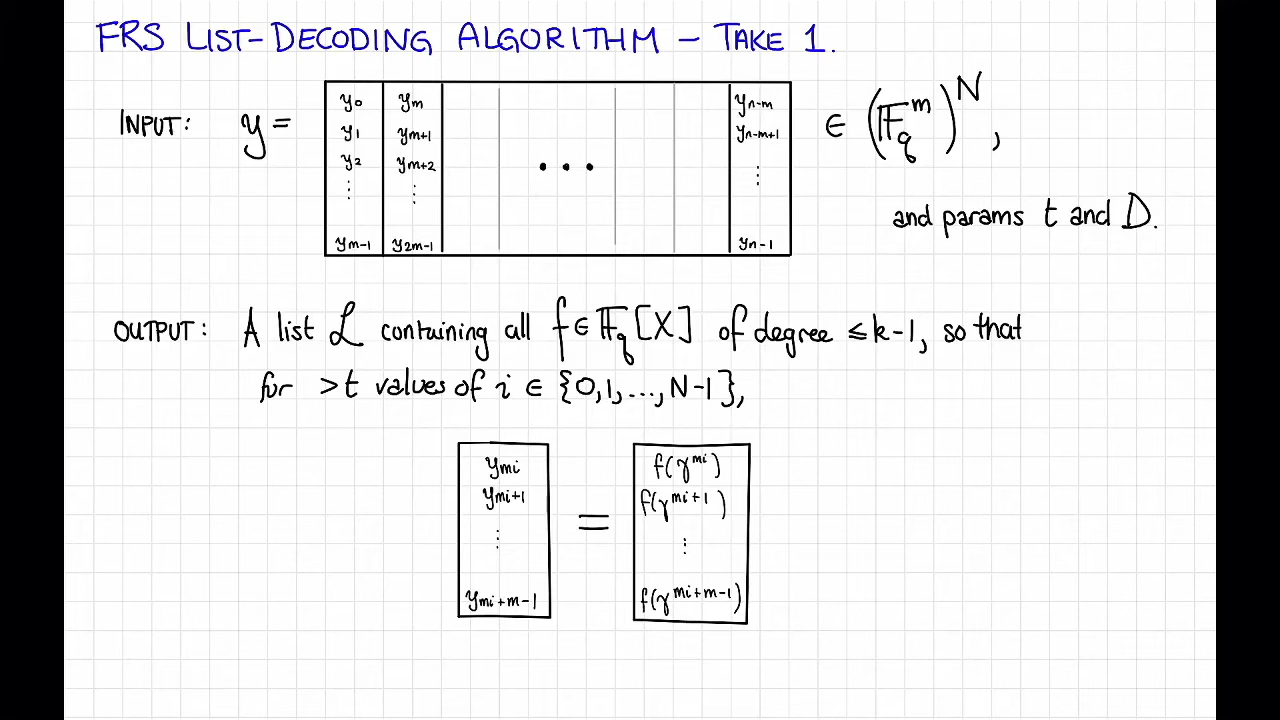 FRS LIST-DECODING ALGORITHM - TAKE 1.
INPUT: y = y0 ym ... yn-m ∈ (𝔽q^m)^N,
y1 ym+1 yn-m+1
y2 ym+2 ⋮
⋮ ⋮
ym-1 y2m-1 yn-1
and params t and D.
OUTPUT: A list ℒ containing all f ∈ 𝔽q[X] of degree ≤ k-1, so that
for >t values of i ∈ {0,1,...,N-1},
ymi = f(γ^mi)
ymi+1 f(γ^mi+1)
⋮ ⋮
ymi+m-1 f(γ^mi+m-1)